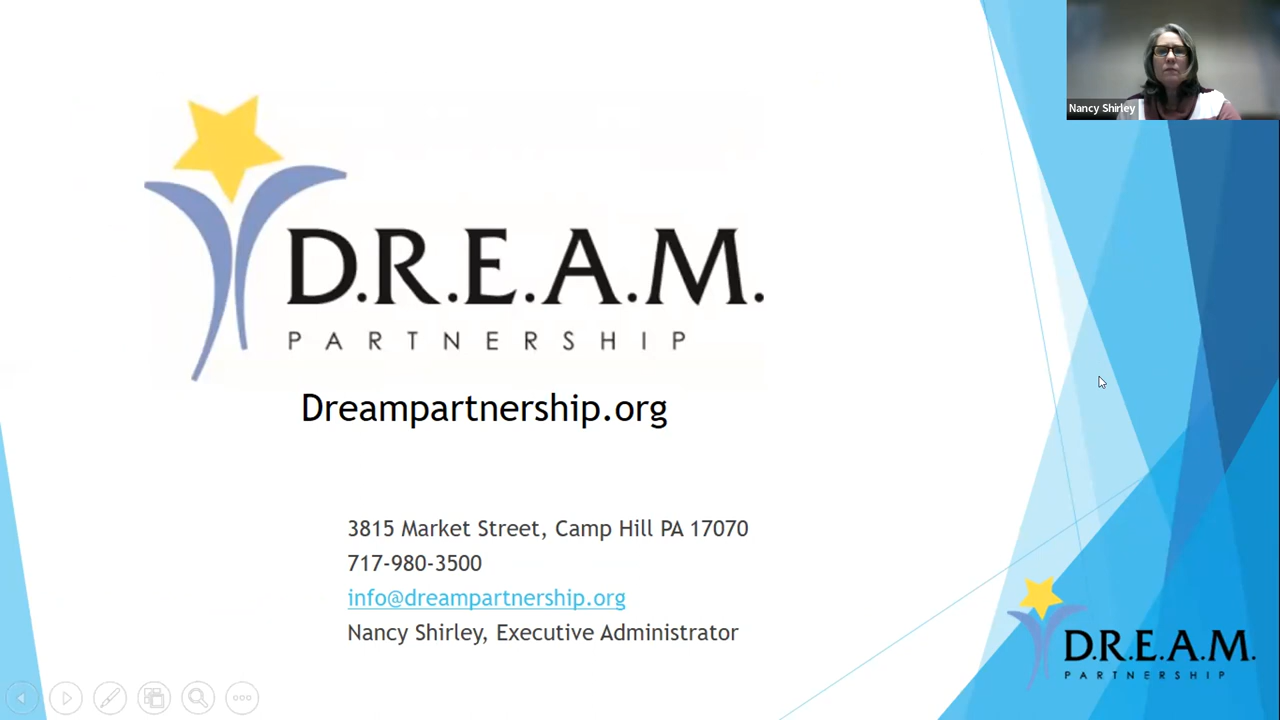 Nancy Shirley
D.R.E.A.M.
PARTNERSHIP
Dreampartnership.org
3815 Market Street, Camp Hill PA 17070
717-980-3500
info@dreampartnership.org
Nancy Shirley, Executive Administrator
D.R.E.A.M.
PARTNERSHIP